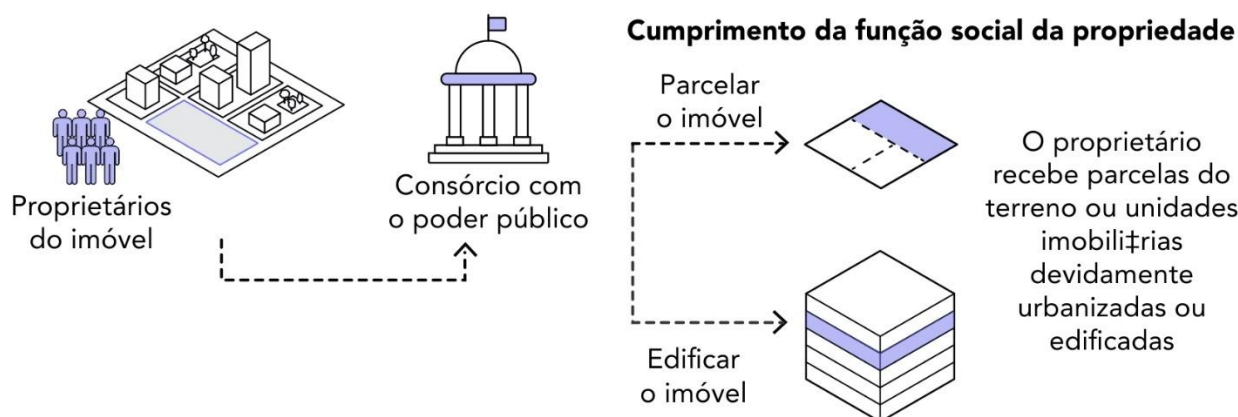 Cumprimento da função social da propriedade
Proprietários
do imóvel
Consórcio com
o poder público
Parcelar
o imóvel
Edificar
o imóvel
O proprietário
recebe parcelas do
terreno ou unidades
imobili‡rias
devidamente
urbanizadas ou
edificadas